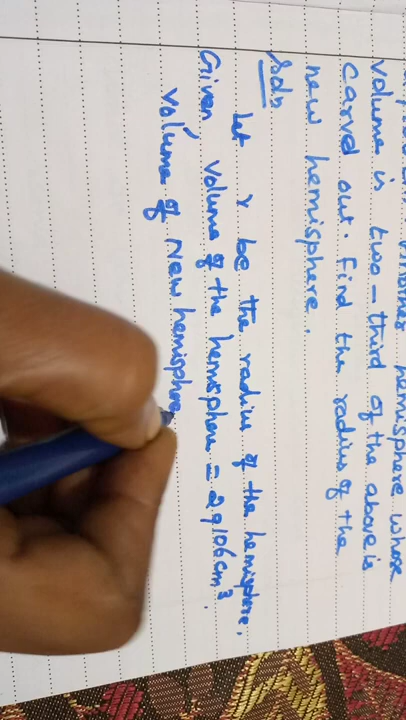 another hemisphere whose
volume is two-third of the above is
carved out. Find the radius of the
new hemisphere.
Soln
Let r be the radius of the hemisphere.
Given, volume of the hemisphere = 29106 cm³.
volume of New hemisphere